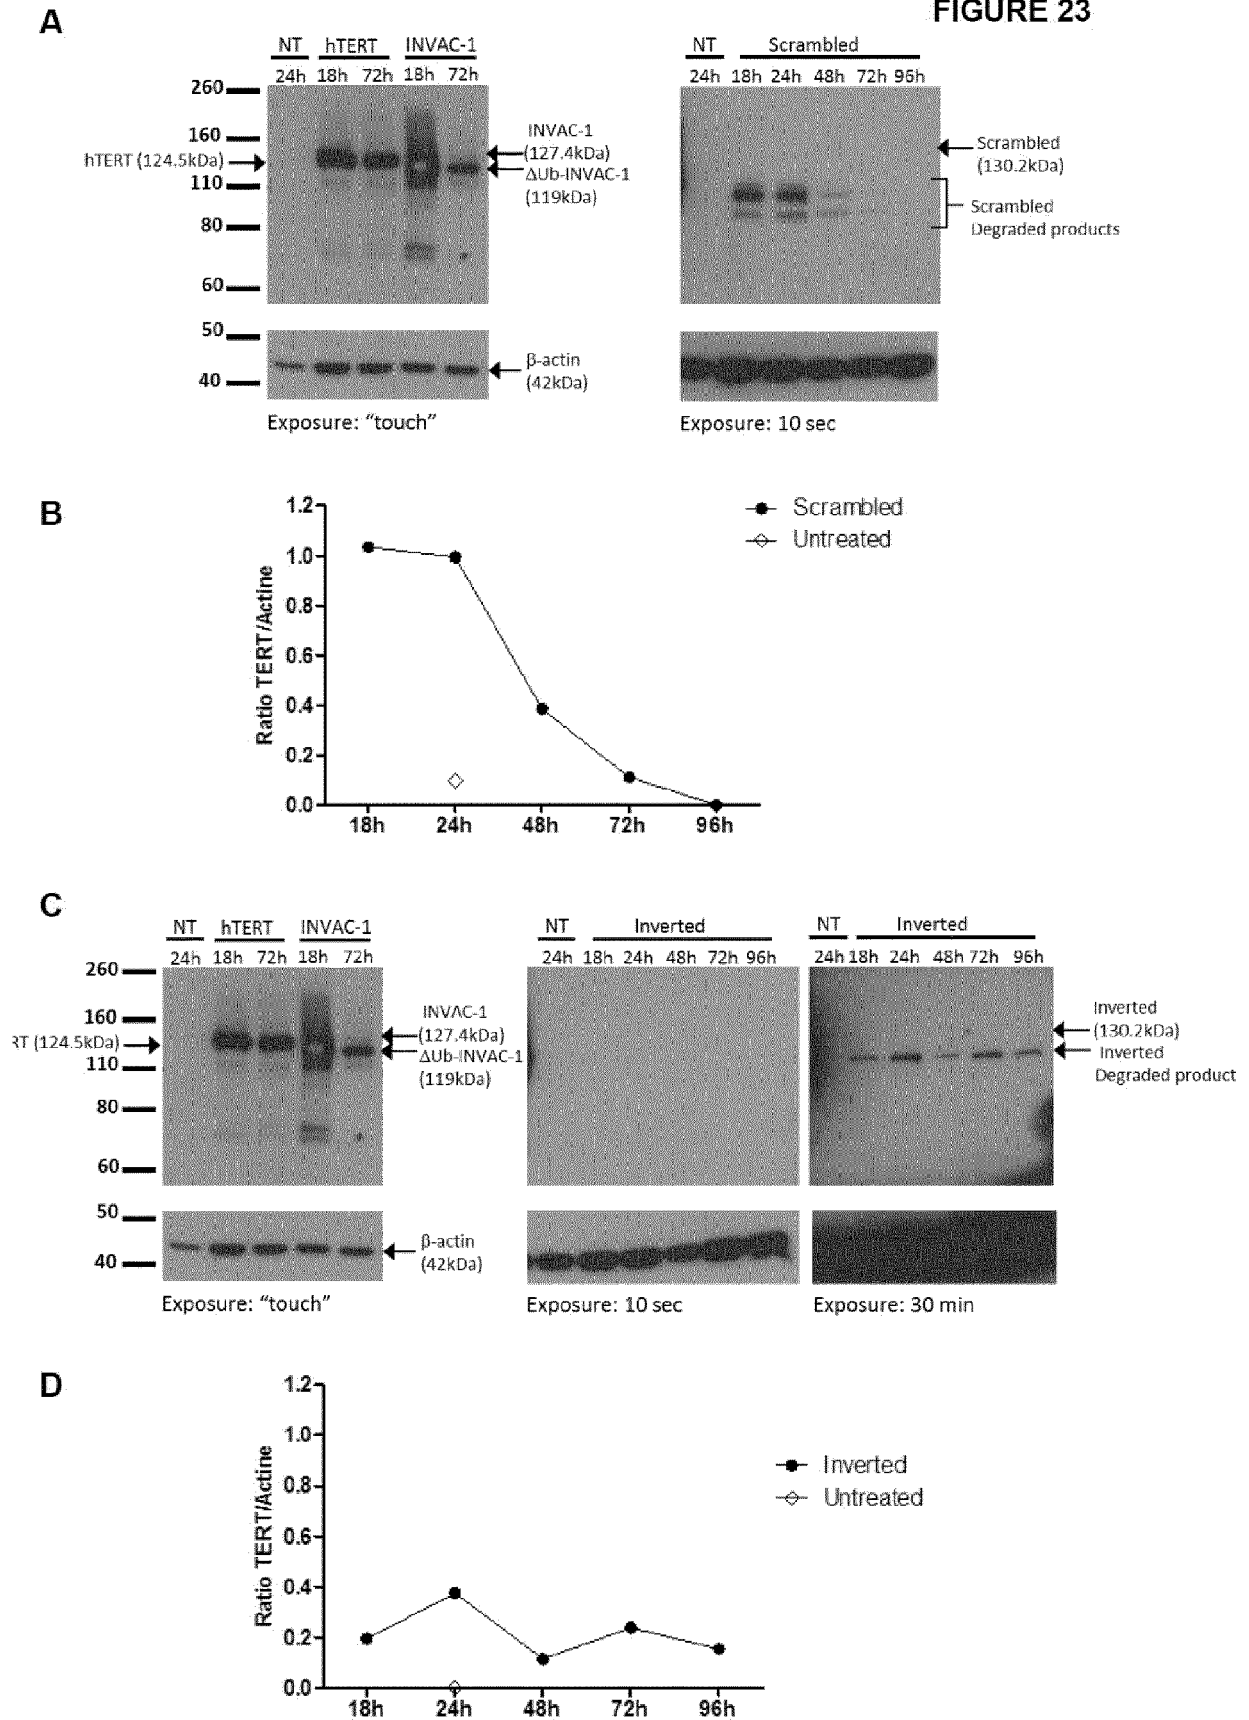 FIGURE 23
A
NT hTERT INVAC-1
24h 18h 72h 18h 72h
260
160
hTERT (124.5kDa)
110
80
60
50
40
INVAC-1
(127.4kDa)
ΔUb-INVAC-1
(119kDa)
β-actin
(42kDa)
Exposure: “touch”
NT Scrambled
24h 18h 24h 48h 72h 96h
Scrambled
(130.2kDa)
Scrambled
Degraded products
Exposure: 10 sec
B
Ratio TERT/Actine
1.2
1.0
0.8
0.6
0.4
0.2
0.0
18h 24h 48h 72h 96h
Scrambled
Untreated
C
NT hTERT INVAC-1
24h 18h 72h 18h 72h
260
160
RT (124.5kDa)
110
80
60
50
40
INVAC-1
(127.4kDa)
ΔUb-INVAC-1
(119kDa)
β-actin
(42kDa)
Exposure: “touch”
NT Inverted
24h 18h 24h 48h 72h 96h
Exposure: 10 sec
NT Inverted
24h 18h 24h 48h 72h 96h
Inverted
(130.2kDa)
Inverted
Degraded product
Exposure: 30 min
D
Ratio TERT/Actine
1.2
1.0
0.8
0.6
0.4
0.2
0.0
18h 24h 48h 72h 96h
Inverted
Untreated